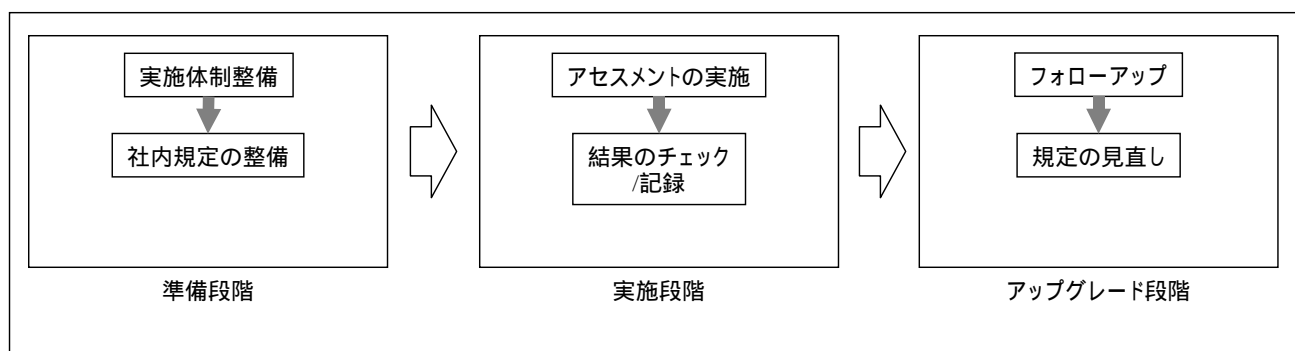 実施体制整備
社内規定の整備
準備段階
アセスメントの実施
結果のチェック
/記録
実施段階
フォローアップ
規定の見直し
アップグレード段階